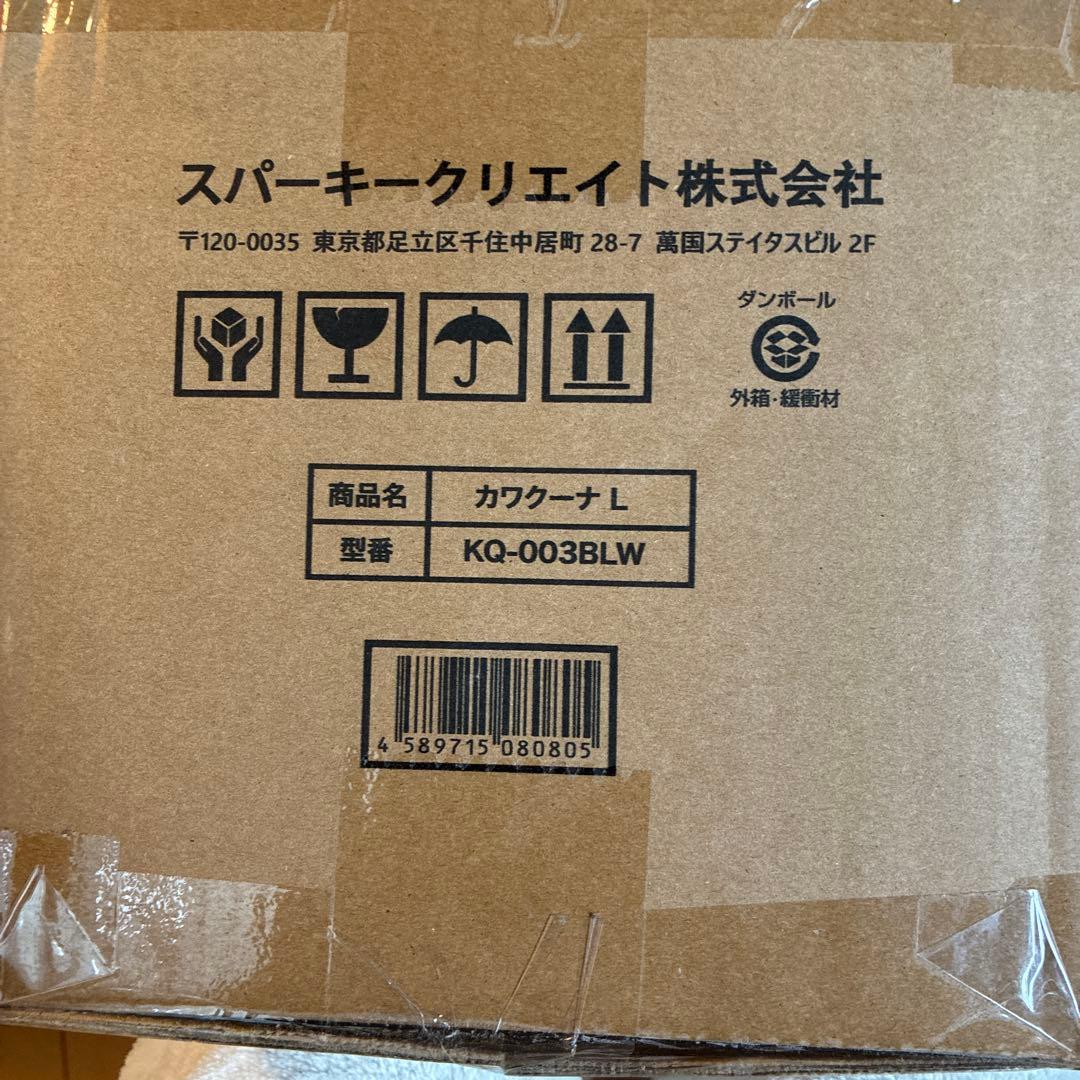 スパーキークリエイト株式会社
〒120-0035 東京都足立区千住中居町 28-7 萬国ステイタスビル 2F
ダンボール
外箱・緩衝材
商品名 カワクーナ L
型番 KQ-003BLW
4 589715 080805